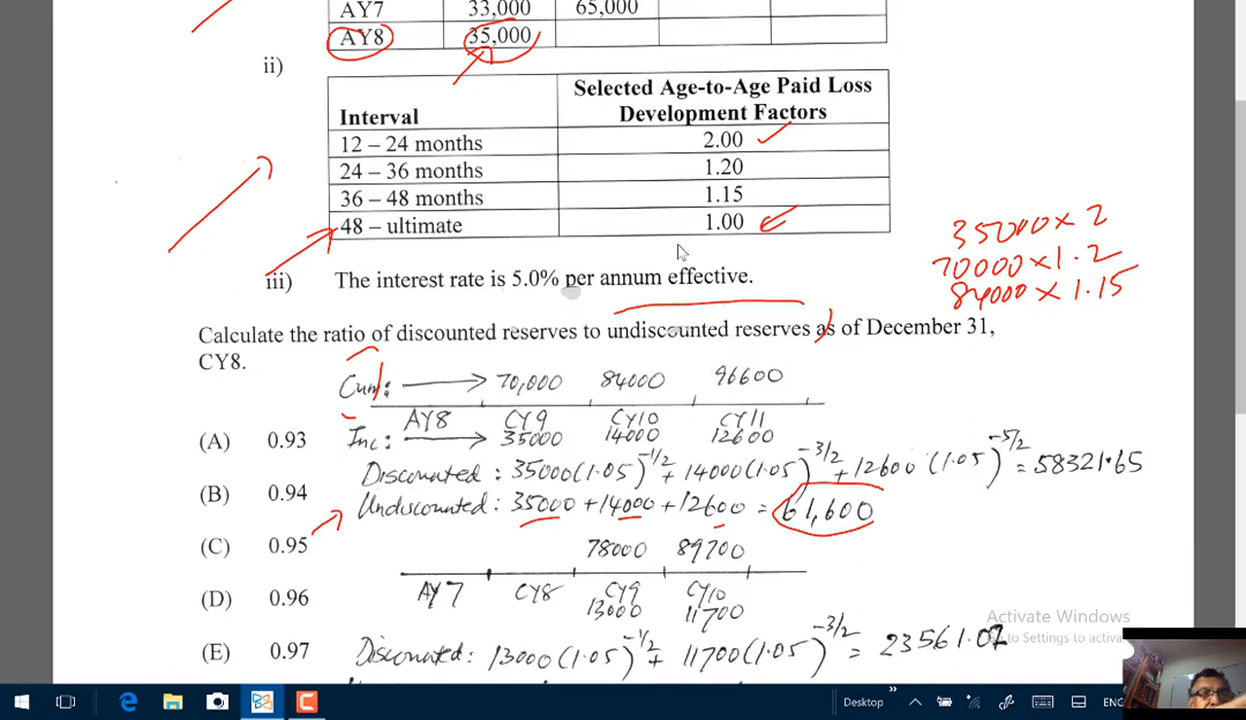 AY7 33,000 65,000
AY8 35,000
ii)
Interval Selected Age-to-Age Paid Loss Development Factors
12 – 24 months 2.00
24 – 36 months 1.20
36 – 48 months 1.15
48 – ultimate 1.00
35000 x 2
70000 x 1.2
84000 x 1.15
iii) The interest rate is 5.0% per annum effective.
Calculate the ratio of discounted reserves to undiscounted reserves as of December 31,
CY8.
Cum: 70,000 84000 96600
AY8 CY9 CY10 CY11
(A) 0.93
Inc: 35000 14000 12600
Discounted: 35000(1.05)^-1/2 + 14000(1.05)^-3/2 + 12600(1.05)^-5/2 = 58321.65
(B) 0.94
Undiscounted: 35000 + 14000 + 12600 = 61,600
(C) 0.95
78000 89700
AY7 CY8 CY9 CY10
(D) 0.96
13000 11700
(E) 0.97
Discounted: 13000(1.05)^-1/2 + 11700(1.05)^-3/2 = 23561.07
Activate Windows
to Settings to activa
Desktop
ENG